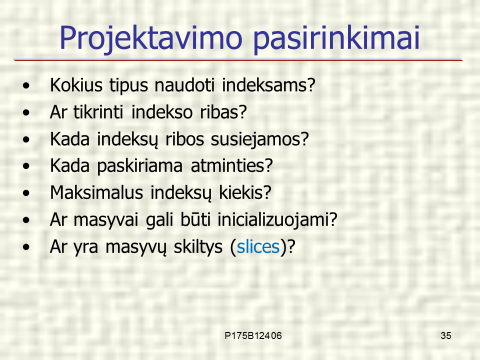 Projektavimo pasirinkimai
• Kokius tipus naudoti indeksams?
• Ar tikrinti indekso ribas?
• Kada indeksų ribos susiejamos?
• Kada paskiriama atminties?
• Maksimalus indeksų kiekis?
• Ar masyvai gali būti inicializuojami?
• Ar yra masyvų skiltys (slices)?
P175B12406 35